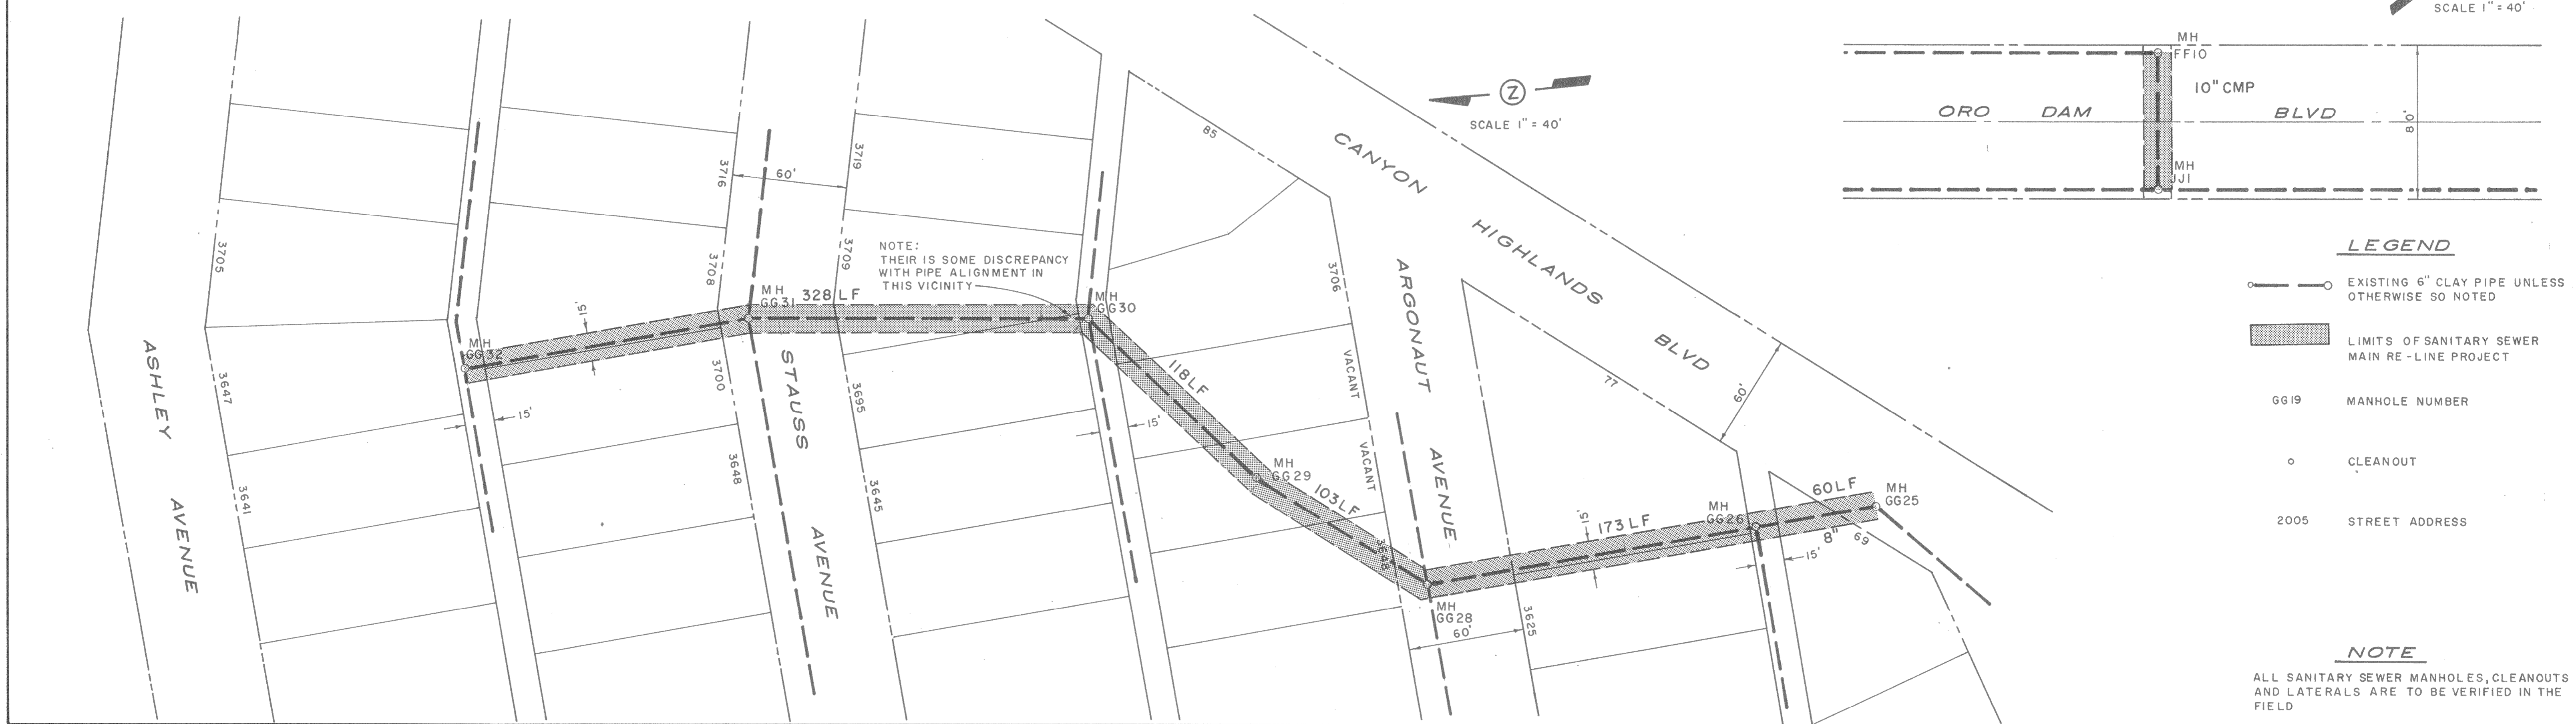 SCALE 1" = 40'
MH
FF10
10" CMP
ORO DAM BLVD
80'
MH
JJ1
Z
SCALE 1" = 40'
CANYON HIGHLANDS BLVD
60'
85
77
69
3719
3716
60'
3705
3708
3709
3706
NOTE:
THEIR IS SOME DISCREPANCY
WITH PIPE ALIGNMENT IN
THIS VICINITY
MH
GG31
328 LF
MH
GG30
15'
MH
GG32
ASHLEY AVENUE
3647
3641
15'
3700
3648
STAUSS AVENUE
3695
3645
15'
118 LF
MH
GG29
103 LF
VACANT
VACANT
3648
ARGONAUT AVENUE
MH
GG28
60'
3625
15'
173 LF
MH
GG26
60 LF
8"
MH
GG25
15'
LEGEND
EXISTING 6" CLAY PIPE UNLESS
OTHERWISE SO NOTED
LIMITS OF SANITARY SEWER
MAIN RE-LINE PROJECT
GG19 MANHOLE NUMBER
CLEANOUT
2005 STREET ADDRESS
NOTE
ALL SANITARY SEWER MANHOLES, CLEANOUTS
AND LATERALS ARE TO BE VERIFIED IN THE
FIELD